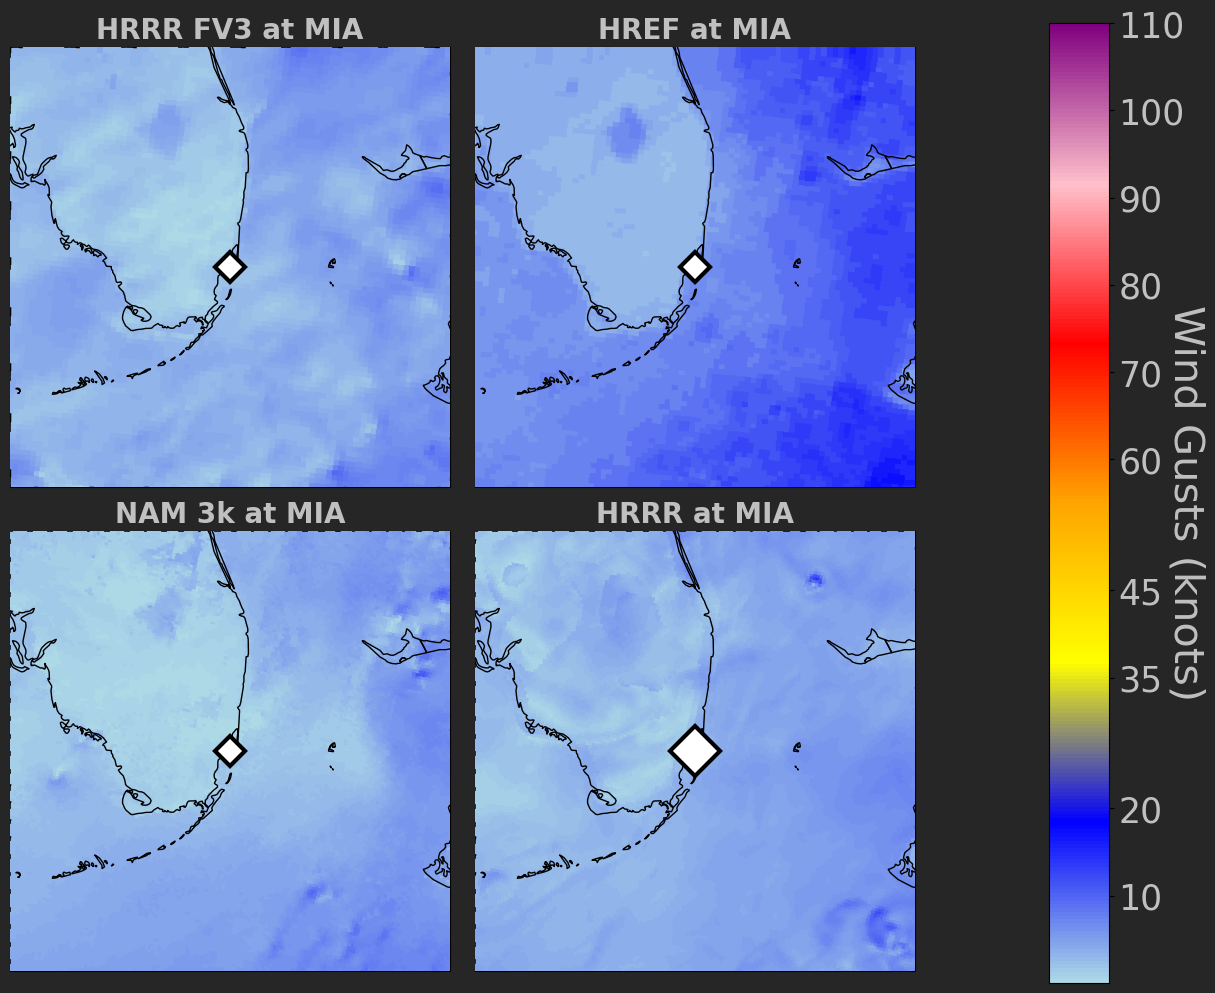 HRRR FV3 at MIA
HREF at MIA
NAM 3k at MIA
HRRR at MIA
110
100
90
80
70
60
45
35
20
10
Wind Gusts (knots)